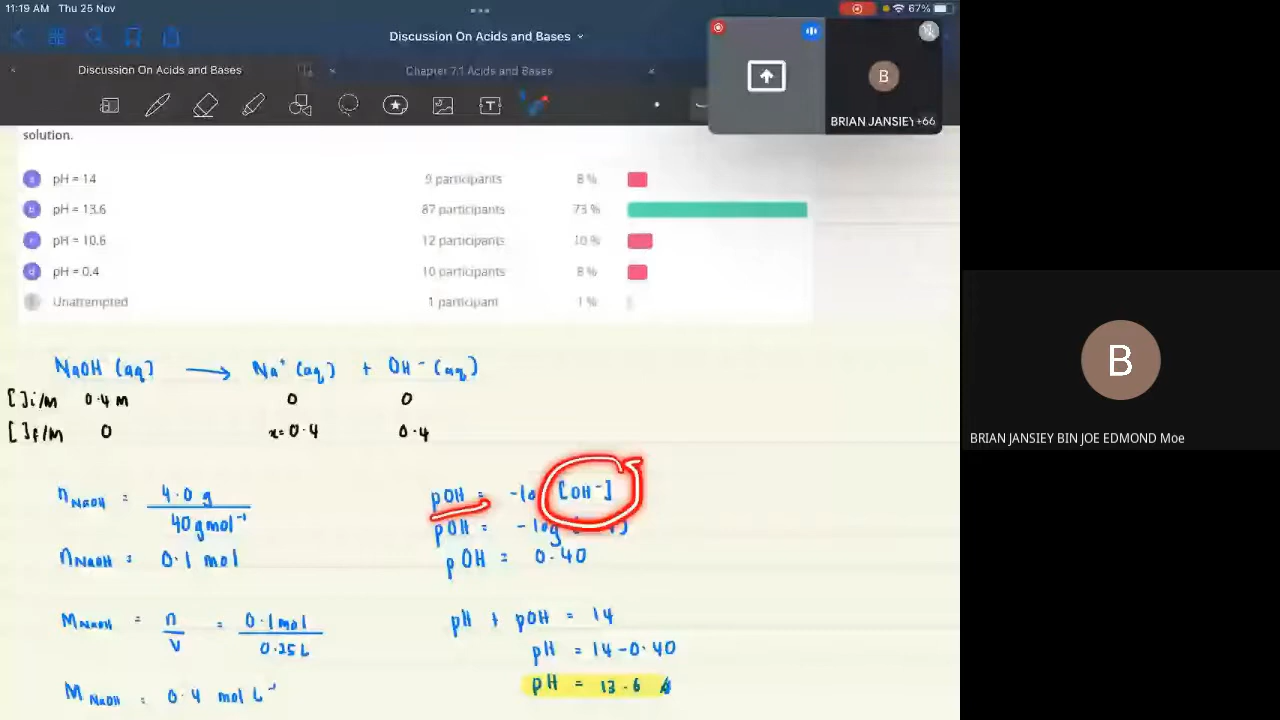 11:19 AM Thu 25 Nov
67%
Discussion On Acids and Bases
Discussion On Acids and Bases
Chapter 7.1 Acids and Bases
B
BRIAN JANSIEY +66
solution.
a pH = 14 9 participants 8 %
b pH = 13.6 87 participants 73 %
c pH = 10.6 12 participants 10 %
d pH = 0.4 10 participants 8 %
Unattempted 1 participant 1 %
NaOH (aq) → Na+ (aq) + OH- (aq)
[ ]i/M 0.4 M 0 0
[ ]f/M 0 x=0.4 0.4
nNaOH = 4.0 g
40 gmol-1
nNaOH = 0.1 mol
MNaOH = n = 0.1 mol
V 0.25L
MNaOH = 0.4 mol L-1
pOH = -lo [OH-]
pOH = - log
pOH = 0.40
pH + pOH = 14
pH = 14 - 0.40
pH = 13.6
B
BRIAN JANSIEY BIN JOE EDMOND Moe